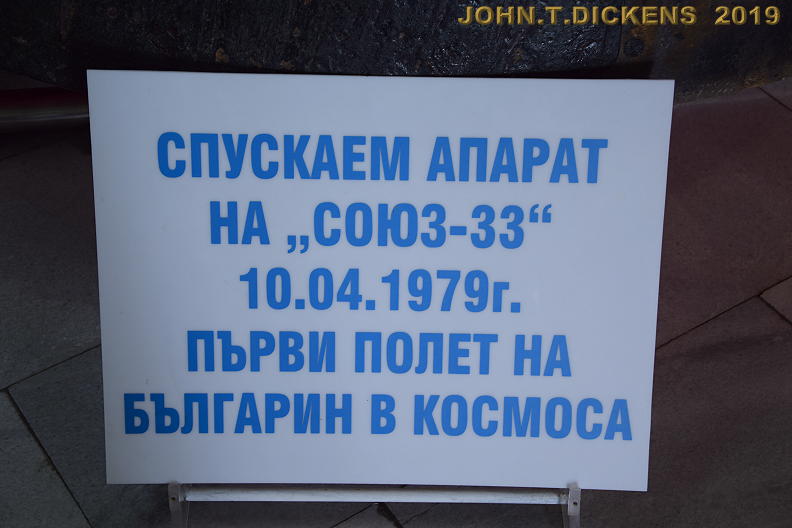 JOHN.T.DICKENS 2019
СПУСКАЕМ АПАРАТ
НА „СОЮЗ-33“
10.04.1979г.
ПЪРВИ ПОЛЕТ НА
БЪЛГАРИН В КОСМОСА